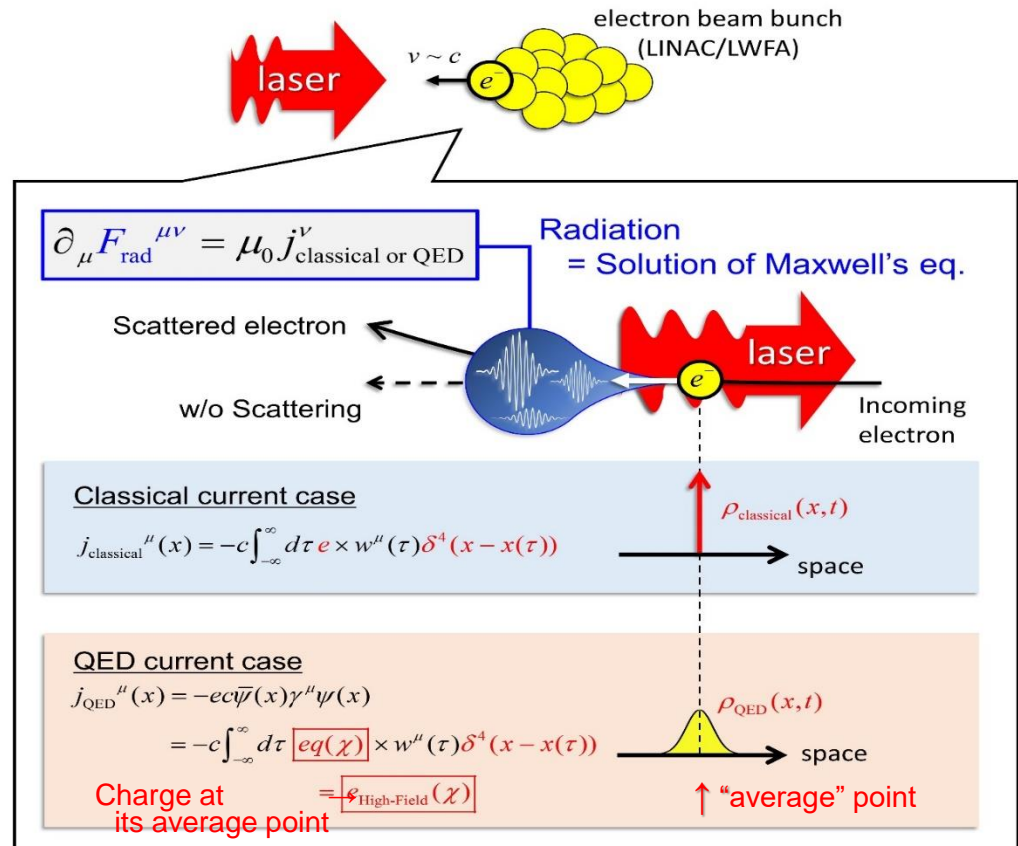 electron beam bunch
(LINAC/LWFA)
laser
v ~ c
e⁻
∂_μ F_rad^{μν} = μ₀ j^ν_{classical or QED}
Radiation
= Solution of Maxwell's eq.
Scattered electron
laser
e⁻
w/o Scattering
Incoming
electron
Classical current case
j_classical^μ(x) = −c∫_{−∞}^{∞} dτ e × w^μ(τ)δ⁴(x − x(τ))
ρ_classical(x,t)
space
QED current case
j_QED^μ(x) = −ecψ̄(x)γ^μψ(x)
= −c∫_{−∞}^{∞} dτ eq(χ) × w^μ(τ)δ⁴(x − x(τ))
ρ_QED(x,t)
space
= e_High-Field(χ)
Charge at
its average point →
↑ "average" point